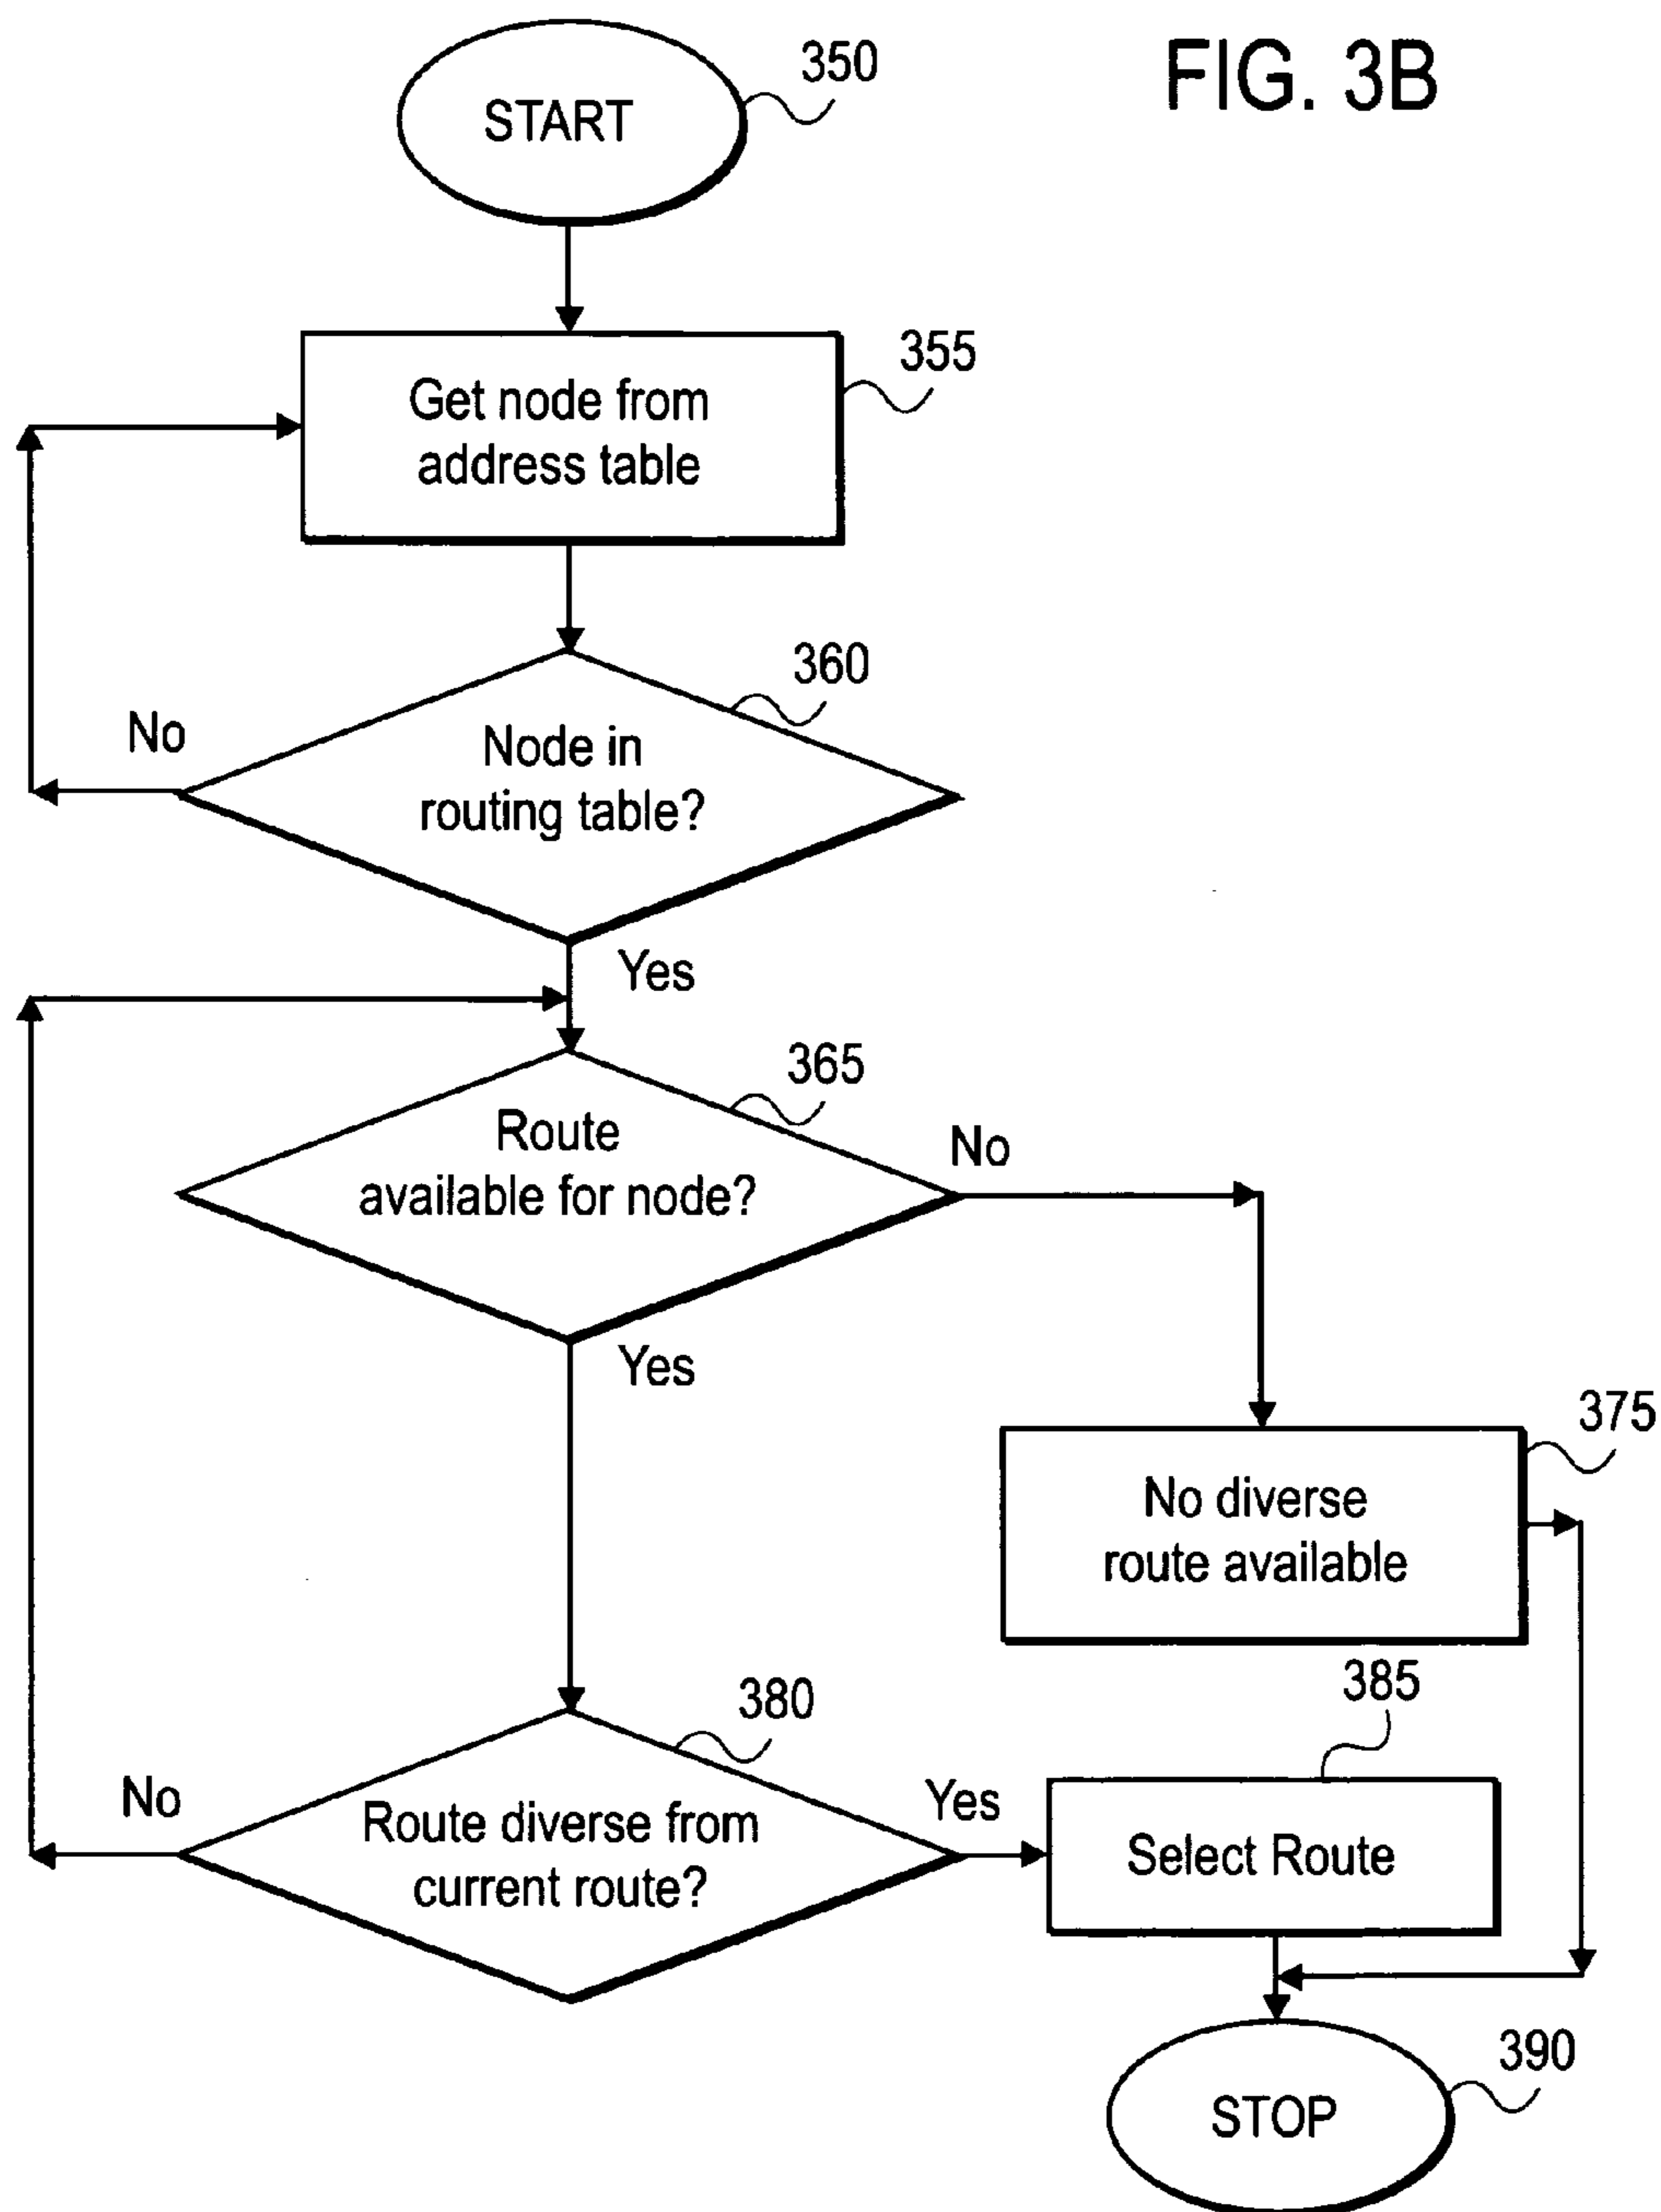 FIG. 3B
350
START
355
Get node from
address table
360
No
Node in
routing table?
Yes
365
Route
available for node?
No
Yes
375
No diverse
route available
380
385
No
Route diverse from
current route?
Yes
Select Route
390
STOP